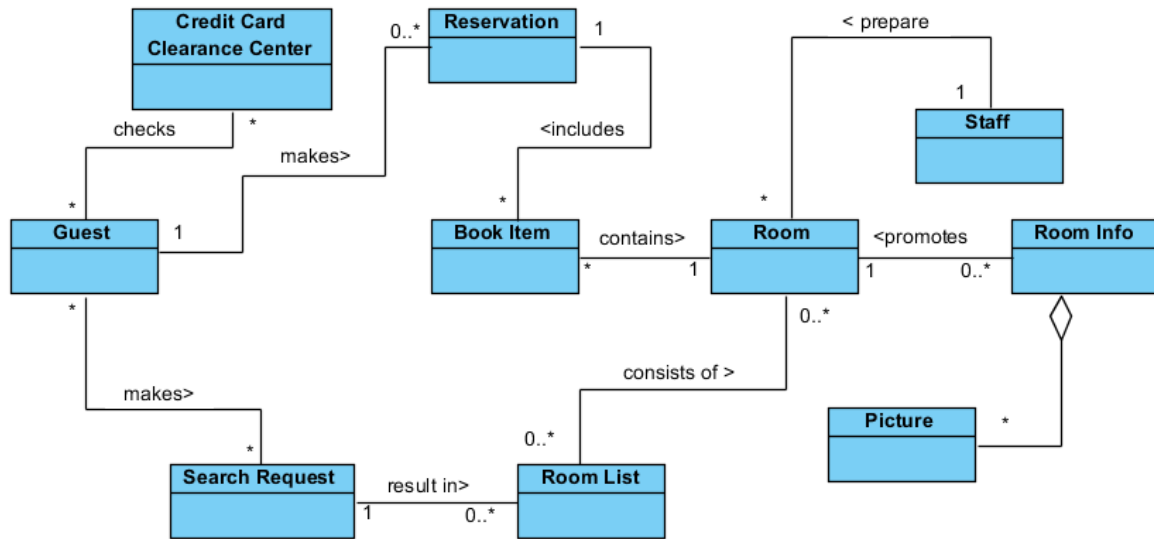 Credit Card
Clearance Center
Reservation
< prepare
0..*
1
checks
*
<includes
1
Staff
makes>
*
*
*
Guest
1
Book Item
contains>
Room
<promotes
Room Info
*
1
1
0..*
*
0..*
consists of >
makes>
Picture
*
0..*
*
Search Request
result in>
Room List
1
0..*